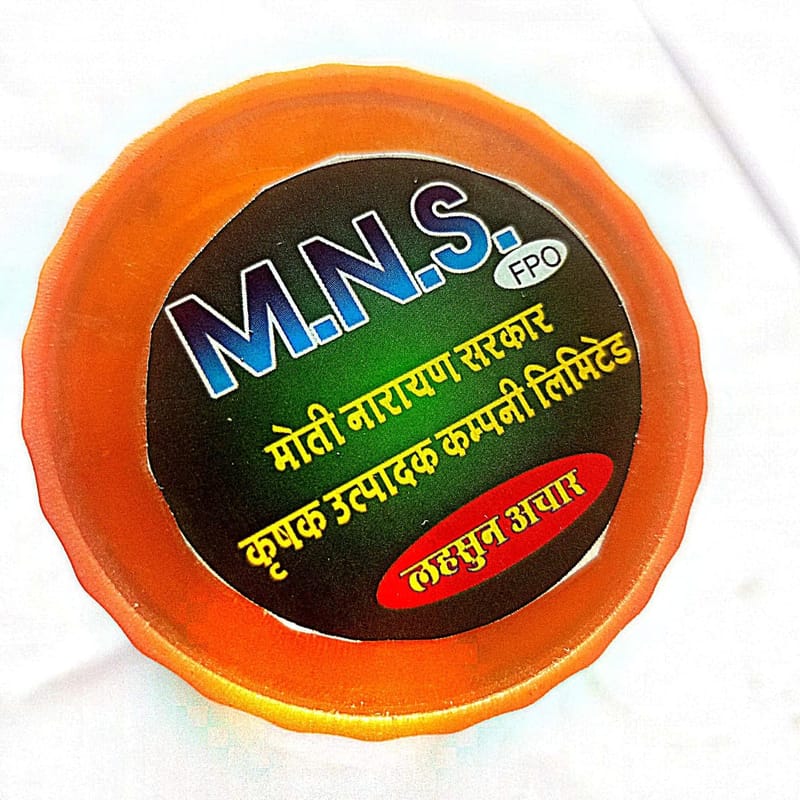 M.N.S.
FPO
मोती नारायण सरकार
कृषक उत्पादक कम्पनी लिमिटेड
लहसुन अचार